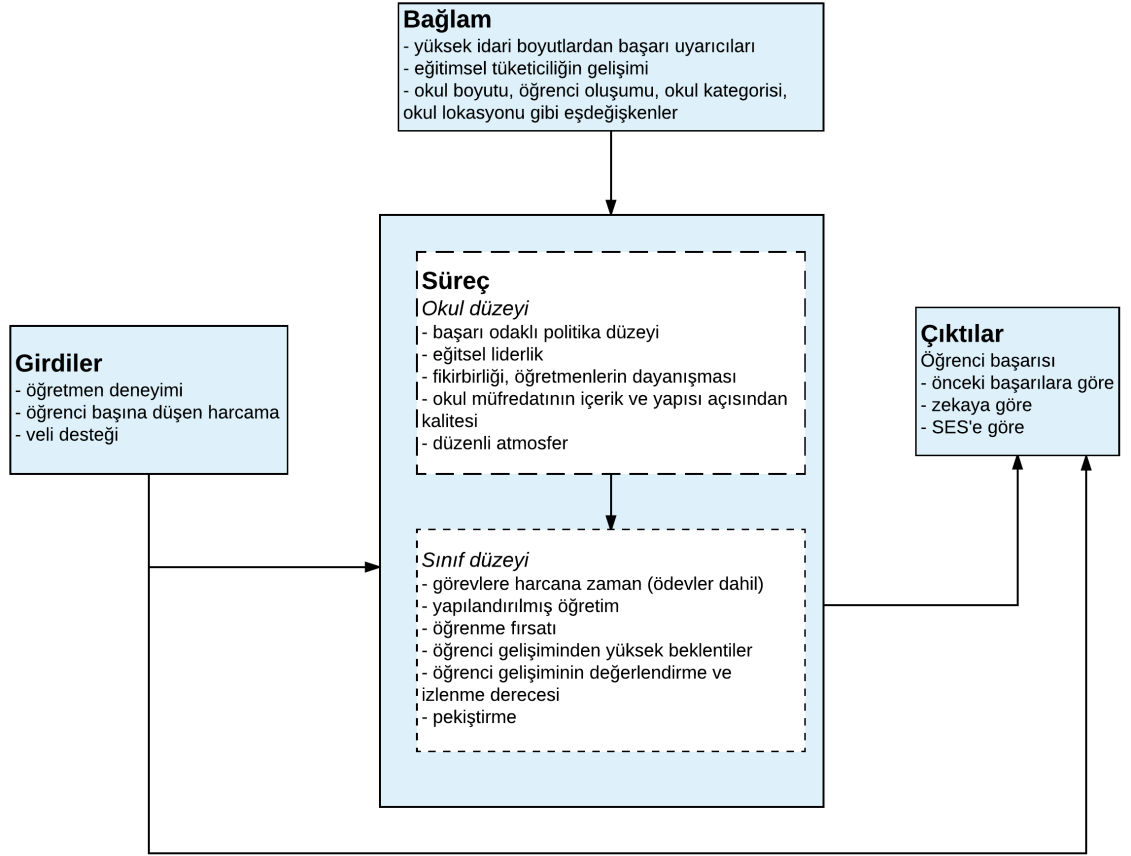 Bağlam
- yüksek idari boyutlardan başarı uyarıcıları
- eğitimsel tüketiciliğin gelişimi
- okul boyutu, öğrenci oluşumu, okul kategorisi,
okul lokasyonu gibi eşdeğişkenler
Girdiler
- öğretmen deneyimi
- öğrenci başına düşen harcama
- veli desteği
Süreç
Okul düzeyi
- başarı odaklı politika düzeyi
- eğitsel liderlik
- fikirbirliği, öğretmenlerin dayanışması
- okul müfredatının içerik ve yapısı açısından
kalitesi
- düzenli atmosfer
Sınıf düzeyi
- görevlere harcana zaman (ödevler dahil)
- yapılandırılmış öğretim
- öğrenme fırsatı
- öğrenci gelişiminden yüksek beklentiler
- öğrenci gelişiminin değerlendirme ve
izlenme derecesi
- pekiştirme
Çıktılar
Öğrenci başarısı
- önceki başarılara göre
- zekaya göre
- SES'e göre